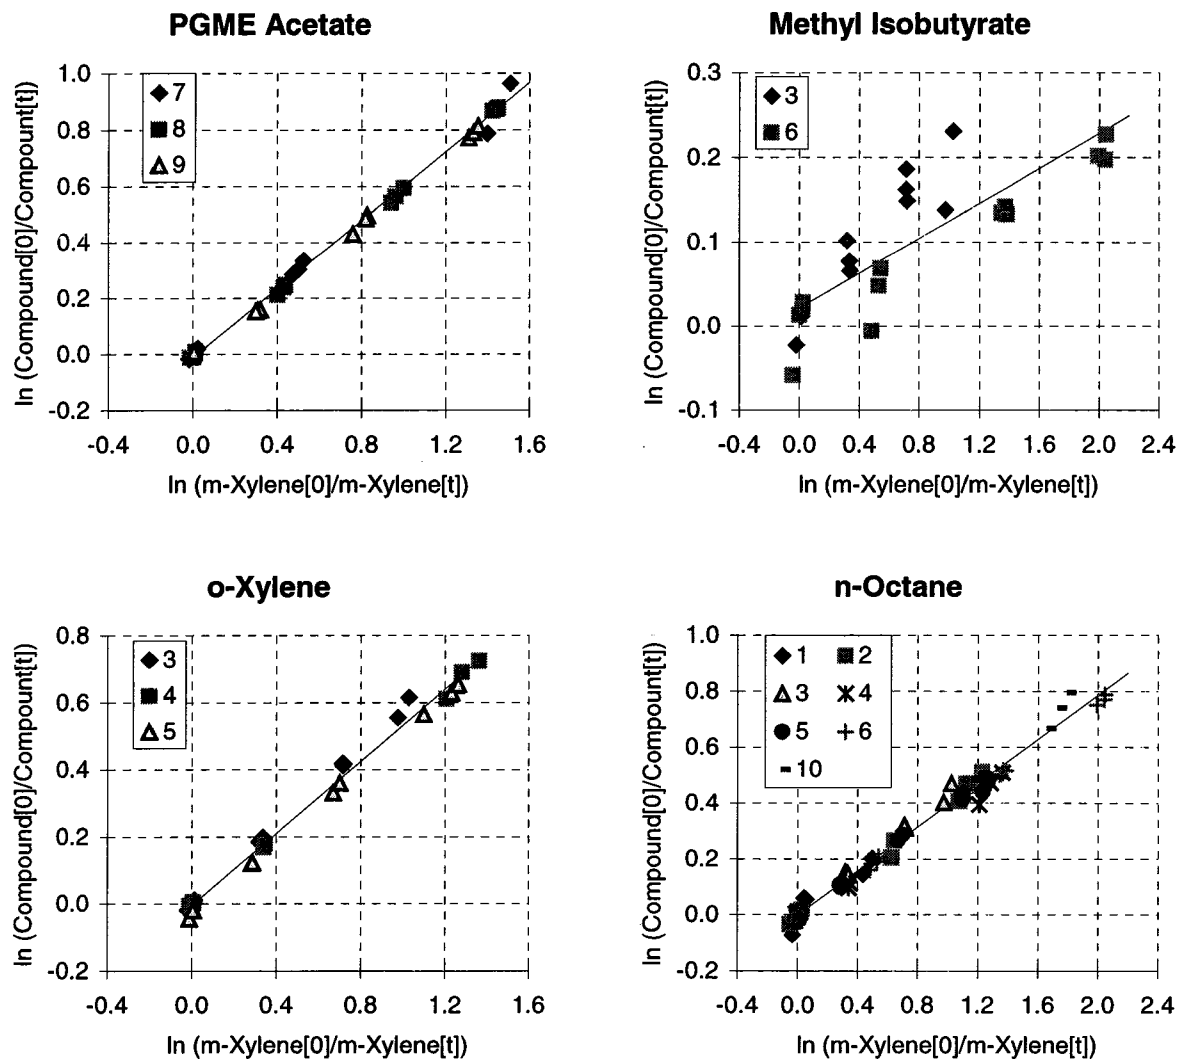 PGME Acetate
ln (Compound[0]/Compount[t])
1.0
0.8
0.6
0.4
0.2
0.0
-0.2
7
8
9
-0.4 0.0 0.4 0.8 1.2 1.6
ln (m-Xylene[0]/m-Xylene[t])
Methyl Isobutyrate
ln (Compound[0]/Compount[t])
0.3
0.2
0.1
0.0
-0.1
3
6
-0.4 0.0 0.4 0.8 1.2 1.6 2.0 2.4
ln (m-Xylene[0]/m-Xylene[t])
o-Xylene
ln (Compound[0]/Compount[t])
0.8
0.6
0.4
0.2
0.0
-0.2
3
4
5
-0.4 0.0 0.4 0.8 1.2 1.6
ln (m-Xylene[0]/m-Xylene[t])
n-Octane
ln (Compound[0]/Compount[t])
1.0
0.8
0.6
0.4
0.2
0.0
-0.2
1 2
3 4
5 6
10
-0.4 0.0 0.4 0.8 1.2 1.6 2.0 2.4
ln (m-Xylene[0]/m-Xylene[t])